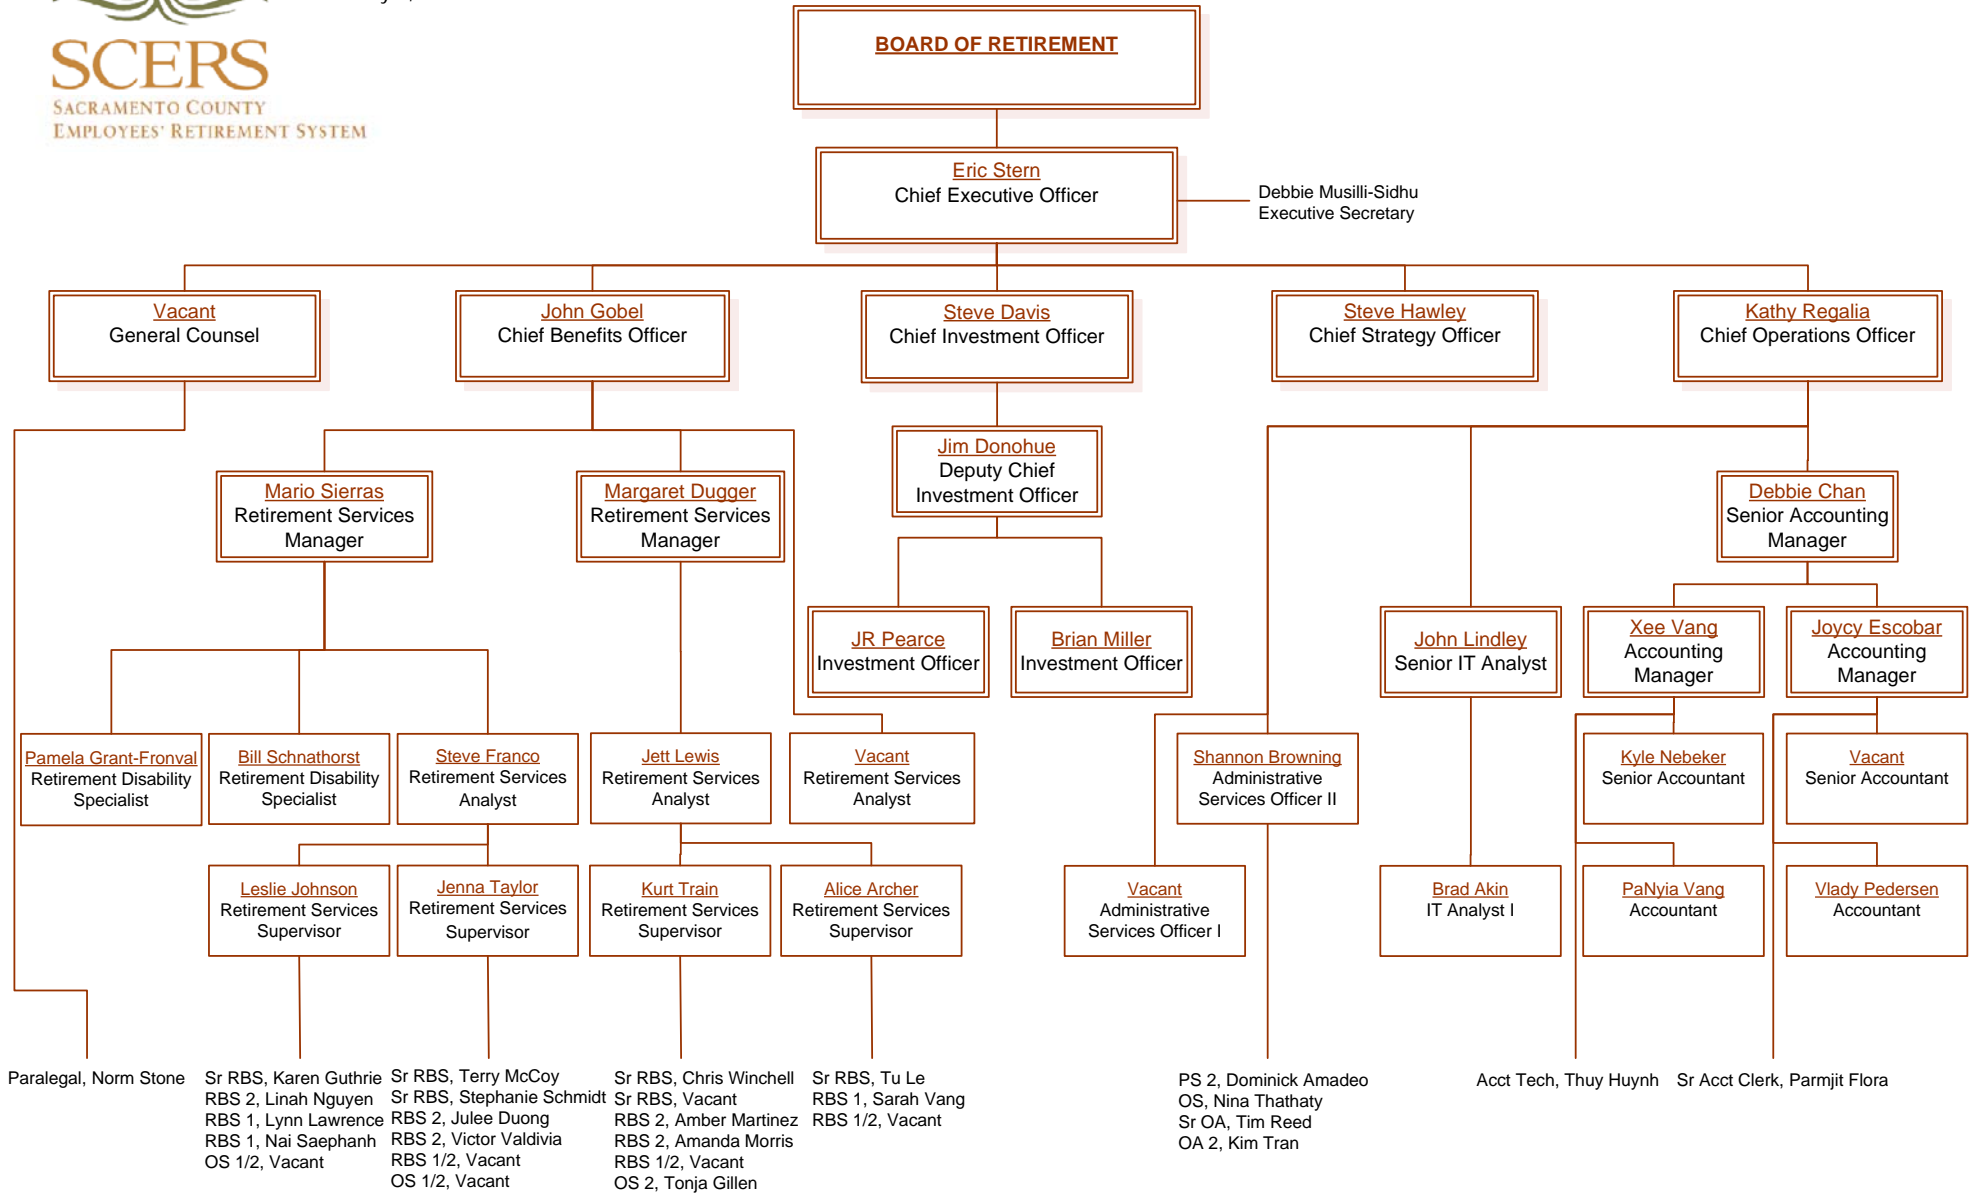 SCERS
SACRAMENTO COUNTY
EMPLOYEES' RETIREMENT SYSTEM
BOARD OF RETIREMENT
Eric Stern
Chief Executive Officer
Debbie Musilli-Sidhu
Executive Secretary
Vacant
General Counsel
John Gobel
Chief Benefits Officer
Steve Davis
Chief Investment Officer
Steve Hawley
Chief Strategy Officer
Kathy Regalia
Chief Operations Officer
Jim Donohue
Deputy Chief
Investment Officer
Mario Sierras
Retirement Services
Manager
Margaret Dugger
Retirement Services
Manager
Debbie Chan
Senior Accounting
Manager
JR Pearce
Investment Officer
Brian Miller
Investment Officer
John Lindley
Senior IT Analyst
Xee Vang
Accounting
Manager
Joycy Escobar
Accounting
Manager
Pamela Grant-Fronval
Retirement Disability
Specialist
Bill Schnathorst
Retirement Disability
Specialist
Steve Franco
Retirement Services
Analyst
Jett Lewis
Retirement Services
Analyst
Vacant
Retirement Services
Analyst
Shannon Browning
Administrative
Services Officer II
Kyle Nebeker
Senior Accountant
Vacant
Senior Accountant
Leslie Johnson
Retirement Services
Supervisor
Jenna Taylor
Retirement Services
Supervisor
Kurt Train
Retirement Services
Supervisor
Alice Archer
Retirement Services
Supervisor
Vacant
Administrative
Services Officer I
Brad Akin
IT Analyst I
PaNyia Vang
Accountant
Vlady Pedersen
Accountant
Paralegal, Norm Stone
Sr RBS, Karen Guthrie
RBS 2, Linah Nguyen
RBS 1, Lynn Lawrence
RBS 1, Nai Saephanh
OS 1/2, Vacant
Sr RBS, Terry McCoy
Sr RBS, Stephanie Schmidt
RBS 2, Julee Duong
RBS 2, Victor Valdivia
RBS 1/2, Vacant
OS 1/2, Vacant
Sr RBS, Chris Winchell
Sr RBS, Vacant
RBS 2, Amber Martinez
RBS 2, Amanda Morris
RBS 1/2, Vacant
OS 2, Tonja Gillen
Sr RBS, Tu Le
RBS 1, Sarah Vang
RBS 1/2, Vacant
PS 2, Dominick Amadeo
OS, Nina Thathaty
Sr OA, Tim Reed
OA 2, Kim Tran
Acct Tech, Thuy Huynh
Sr Acct Clerk, Parmjit Flora